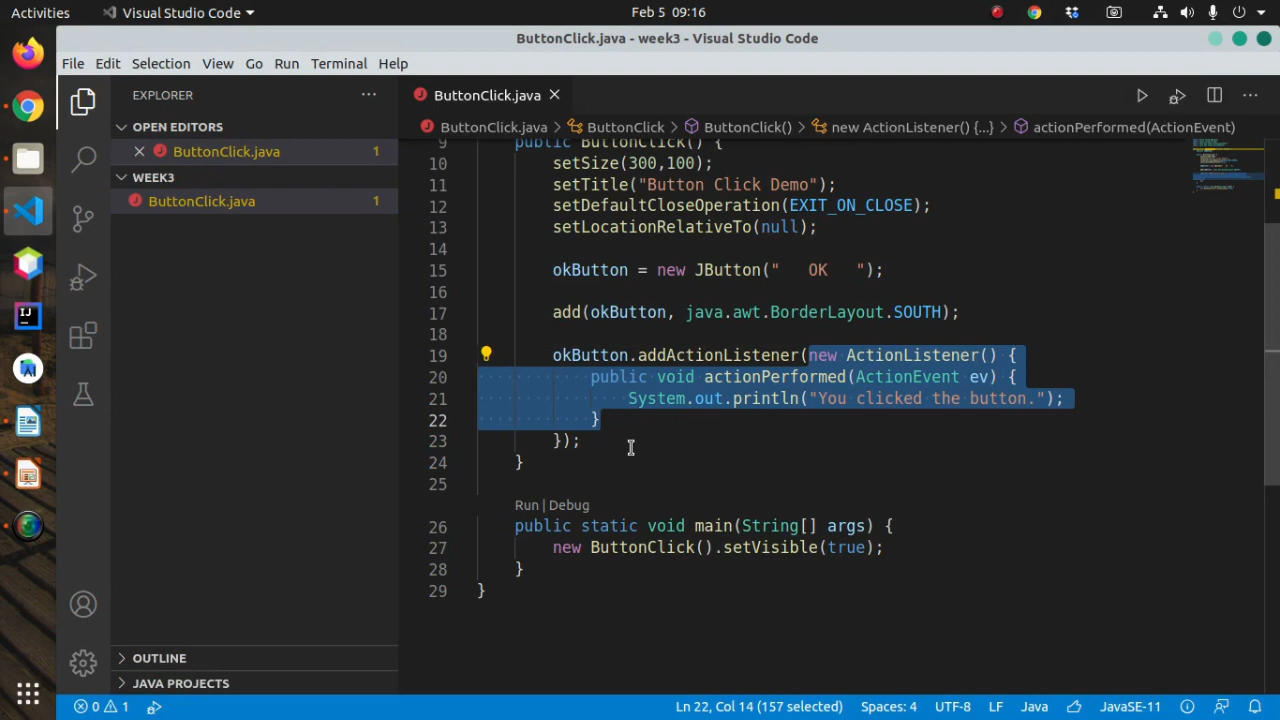 Activities Visual Studio Code Feb 5 09:16
ButtonClick.java - week3 - Visual Studio Code
File Edit Selection View Go Run Terminal Help
EXPLORER
ButtonClick.java
OPEN EDITORS
ButtonClick.java > ButtonClick > ButtonClick() > new ActionListener() {...} > actionPerformed(ActionEvent)
ButtonClick.java 1
WEEK3
ButtonClick.java 1
9 public ButtonClick() {
10 setSize(300,100);
11 setTitle("Button Click Demo");
12 setDefaultCloseOperation(EXIT_ON_CLOSE);
13 setLocationRelativeTo(null);
14
15 okButton = new JButton("   OK   ");
16
17 add(okButton, java.awt.BorderLayout.SOUTH);
18
19 okButton.addActionListener(new ActionListener() {
20 public void actionPerformed(ActionEvent ev) {
21 System.out.println("You clicked the button.");
22 }
23 });
24 }
25
Run | Debug
26 public static void main(String[] args) {
27 new ButtonClick().setVisible(true);
28 }
29 }
OUTLINE
JAVA PROJECTS
0 1 Ln 22, Col 14 (157 selected) Spaces: 4 UTF-8 LF Java JavaSE-11